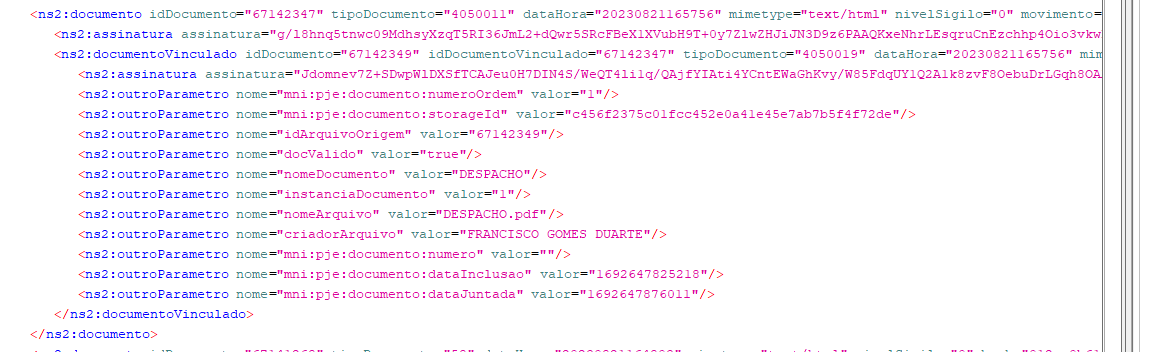 <ns2:documento idDocumento="67142347" tipoDocumento="4050011" dataHora="20230821165756" mimetype="text/html" nivelSigilo="0" movimento=
<ns2:assinatura assinatura="g/18hnq5tnwc09MdhsyXzqT5RI36JmL2+dQwr5SRcFBeX1XVubH9T+0y7Z1wZHJiJN3D9z6PAAQKxeNhrLEsqruCnEzchhp4Oio3vkw
<ns2:documentoVinculado idDocumento="67142349" idDocumentoVinculado="67142347" tipoDocumento="4050019" dataHora="20230821165756" mim
<ns2:assinatura assinatura="Jdomnev7Z+SDwpWlDXSfTCAJeu0H7DIN4S/WeQT4li1q/QAjfYIAti4YCntEWaGhKvy/W85FdqUYlQ2A1k8zvF8OebuDrLGqh8OA
<ns2:outroParametro nome="mni:pje:documento:numeroOrdem" valor="1"/>
<ns2:outroParametro nome="mni:pje:documento:storageId" valor="c456f2375c01fcc452e0a41e45e7ab7b5f4f72de"/>
<ns2:outroParametro nome="idArquivoOrigem" valor="67142349"/>
<ns2:outroParametro nome="docValido" valor="true"/>
<ns2:outroParametro nome="nomeDocumento" valor="DESPACHO"/>
<ns2:outroParametro nome="instanciaDocumento" valor="1"/>
<ns2:outroParametro nome="nomeArquivo" valor="DESPACHO.pdf"/>
<ns2:outroParametro nome="criadorArquivo" valor="FRANCISCO GOMES DUARTE"/>
<ns2:outroParametro nome="mni:pje:documento:numero" valor=""/>
<ns2:outroParametro nome="mni:pje:documento:dataInclusao" valor="1692647825218"/>
<ns2:outroParametro nome="mni:pje:documento:dataJuntada" valor="1692647876011"/>
</ns2:documentoVinculado>
</ns2:documento>